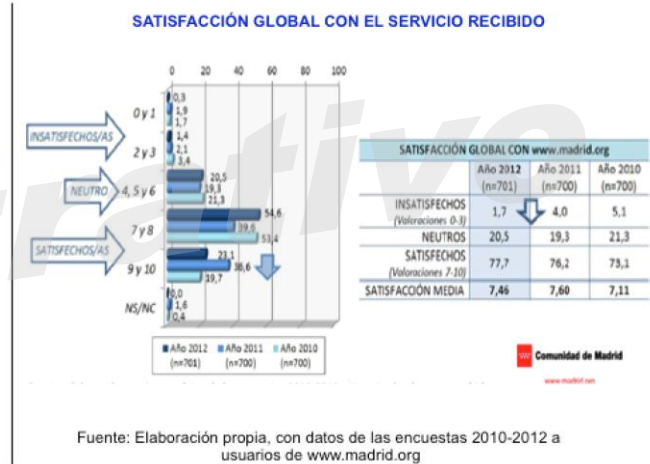 SATISFACCIÓN GLOBAL CON EL SERVICIO RECIBIDO
0 20 40 60 80 100
INSATISFECHOS/AS
0 y 1
0,3
1,9
1,7
2 y 3
1,4
2,1
3,4
NEUTRO
4, 5 y 6
20,5
19,3
21,3
SATISFECHOS/AS
7 y 8
54,6
39,6
53,4
9 y 10
23,1
36,6
19,7
NS/NC
0,0
1,6
0,4
Año 2012 Año 2011 Año 2010
(n=701) (n=700) (n=700)
SATISFACCIÓN GLOBAL CON www.madrid.org
Año 2012 Año 2011 Año 2010
(n=701) (n=700) (n=700)
INSATISFECHOS 1,7 4,0 5,1
(Valoraciones 0-3)
NEUTROS 20,5 19,3 21,3
SATISFECHOS 77,7 76,2 73,1
(Valoraciones 7-10)
SATISFACCIÓN MEDIA 7,46 7,60 7,11
Comunidad de Madrid
Fuente: Elaboración propia, con datos de las encuestas 2010-2012 a
usuarios de www.madrid.org